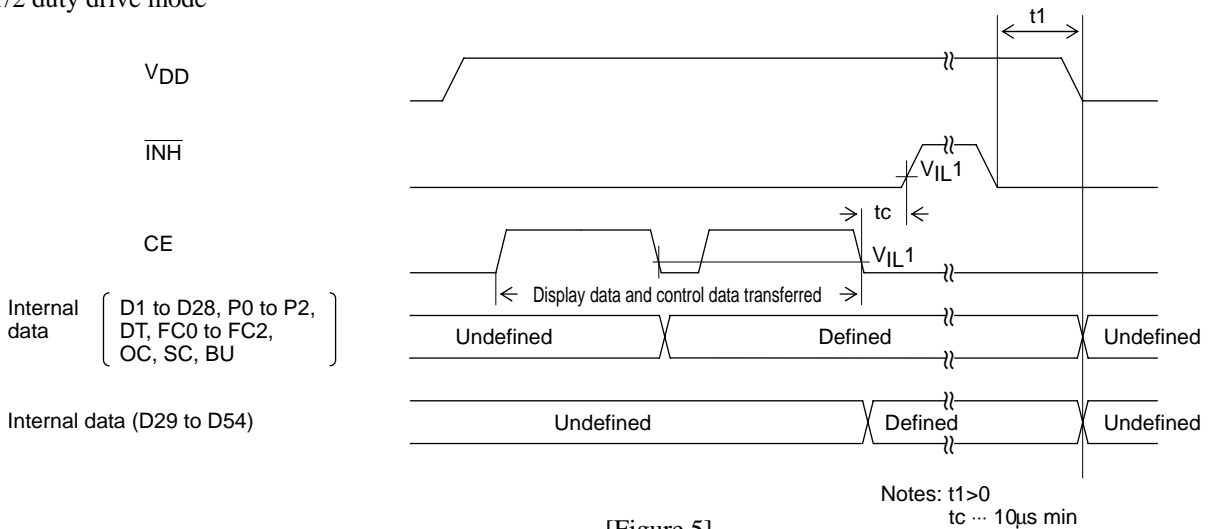 /2 duty drive mode
t1
VDD
INH
VIL1
tc
CE
VIL1
Display data and control data transferred
Internal data
D1 to D28, P0 to P2,
DT, FC0 to FC2,
OC, SC, BU
Undefined Defined Undefined
Internal data (D29 to D54)
Undefined Defined Undefined
Notes: t1>0
tc ··· 10μs min
[Figure 5]